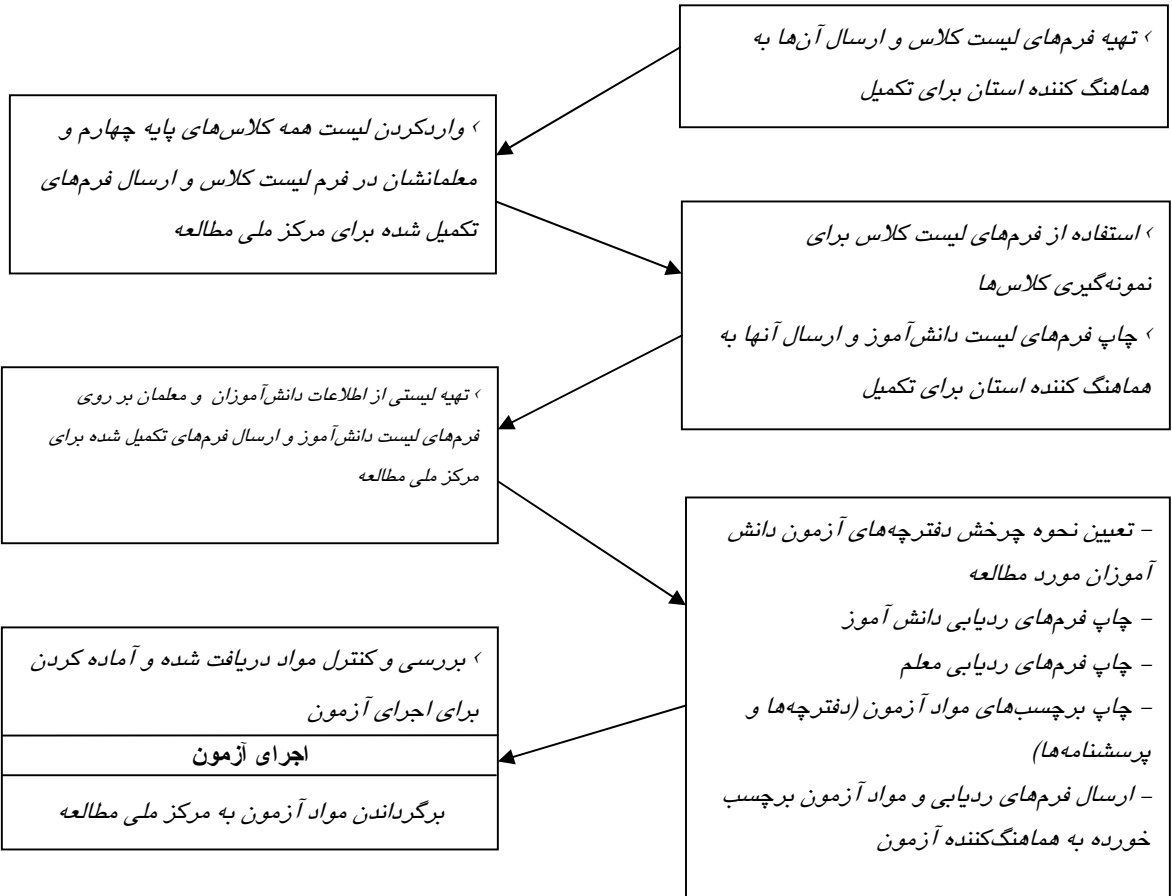 › تهیه فرم‌های لیست کلاس و ارسال آن‌ها به
هماهنگ کننده استان برای تکمیل
› واردکردن لیست همه کلاس‌های پایه چهارم و
معلمانشان در فرم لیست کلاس و ارسال فرم‌های
تکمیل شده برای مرکز ملی مطالعه
› استفاده از فرم‌های لیست کلاس برای
نمونه‌گیری کلاس‌ها
› چاپ فرم‌های لیست دانش‌آموز و ارسال آنها به
هماهنگ کننده استان برای تکمیل
› تهیه لیستی از اطلاعات دانش‌آموزان و معلمان بر روی
فرم‌های لیست دانش‌آموز و ارسال فرم‌های تکمیل شده برای
مرکز ملی مطالعه
- تعیین نحوه چرخش دفترچه‌های آزمون دانش
آموزان مورد مطالعه
- چاپ فرم‌های ردیابی دانش آموز
- چاپ فرم‌های ردیابی معلم
- چاپ برچسب‌های مواد آزمون (دفترچه‌ها و
پرسشنامه‌ها)
- ارسال فرم‌های ردیابی و مواد آزمون برچسب
خورده به هماهنگ‌کننده آزمون
› بررسی و کنترل مواد دریافت شده و آماده کردن
برای اجرای آزمون
اجرای آزمون
برگرداندن مواد آزمون به مرکز ملی مطالعه